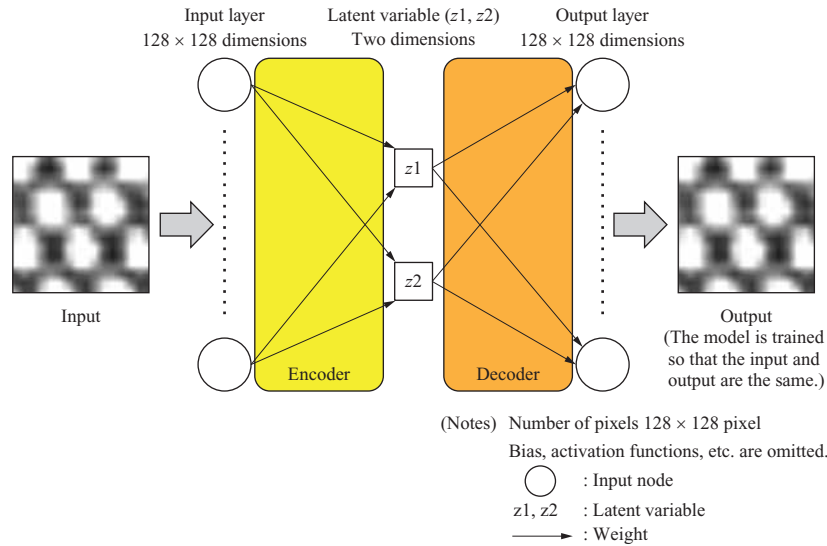 Input layer
128 × 128 dimensions
Latent variable (z1, z2)
Two dimensions
Output layer
128 × 128 dimensions
z1
z2
Input
Encoder
Decoder
Output
(The model is trained
so that the input and
output are the same.)
(Notes) Number of pixels 128 × 128 pixel
Bias, activation functions, etc. are omitted.
: Input node
z1, z2 : Latent variable
: Weight